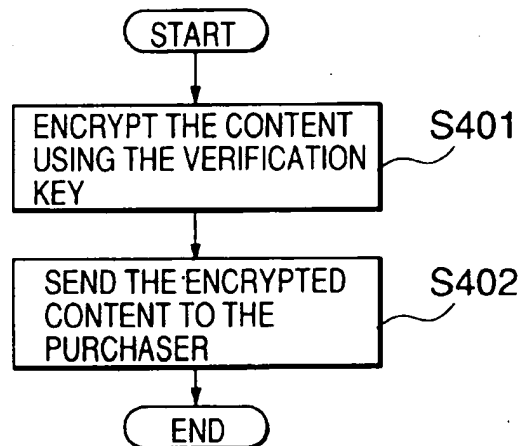 START
ENCRYPT THE CONTENT
USING THE VERIFICATION
KEY
S401
SEND THE ENCRYPTED
CONTENT TO THE
PURCHASER
S402
END